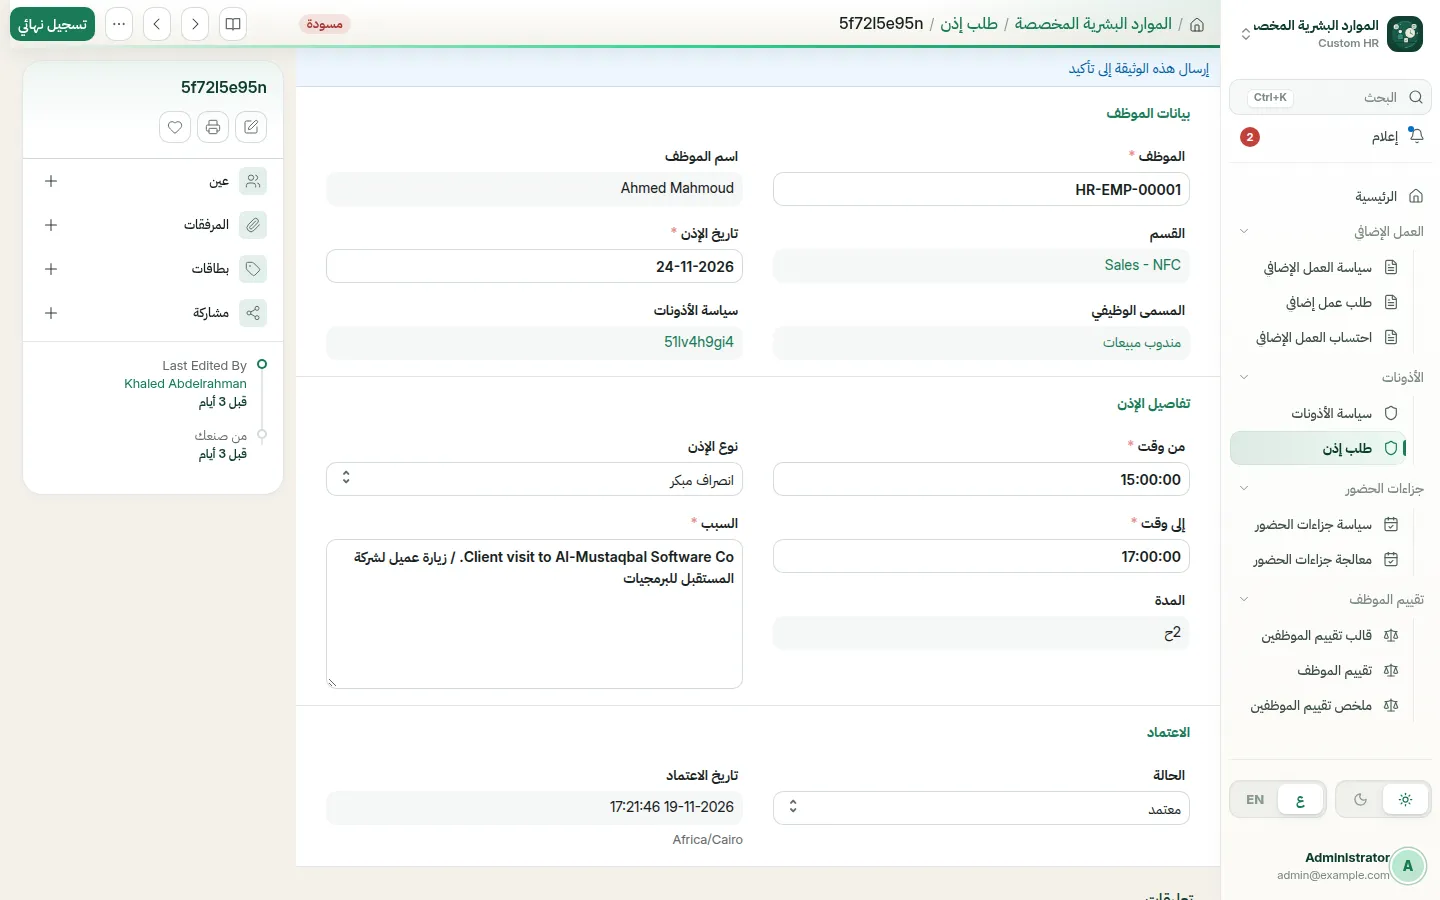 الموارد البشرية المخصص
Custom HR
البحث
Ctrl+K
إعلام
2
الرئيسية
العمل الإضافي
سياسة العمل الإضافي
طلب عمل إضافي
احتساب العمل الإضافي
الأذونات
سياسة الأذونات
طلب إذن
جزاءات الحضور
سياسة جزاءات الحضور
معالجة جزاءات الحضور
تقييم الموظف
قالب تقييم الموظفين
تقييم الموظف
ملخص تقييم الموظفين
ع
EN
Administrator
admin@example.com
A
الموارد البشرية المخصصة / طلب إذن / 5f72l5e95n
مسودة
تسجيل نهائي
إرسال هذه الوثيقة إلى تأكيد
بيانات الموظف
الموظف *
HR-EMP-00001
اسم الموظف
Ahmed Mahmoud
القسم
Sales - NFC
تاريخ الإذن *
24-11-2026
المسمى الوظيفي
مندوب مبيعات
سياسة الأذونات
51lv4h9gi4
تفاصيل الإذن
من وقت *
15:00:00
نوع الإذن
انصراف مبكر
إلى وقت *
17:00:00
السبب *
Client visit to Al-Mustaqbal Software Co. / زيارة عميل لشركة
المستقبل للبرمجيات
المدة
2ح
الاعتماد
الحالة
معتمد
تاريخ الاعتماد
19-11-2026 17:21:46
Africa/Cairo
5f72l5e95n
عين
المرفقات
بطاقات
مشاركة
Last Edited By
Khaled Abdelrahman
قبل 3 أيام
من صنعك
قبل 3 أيام